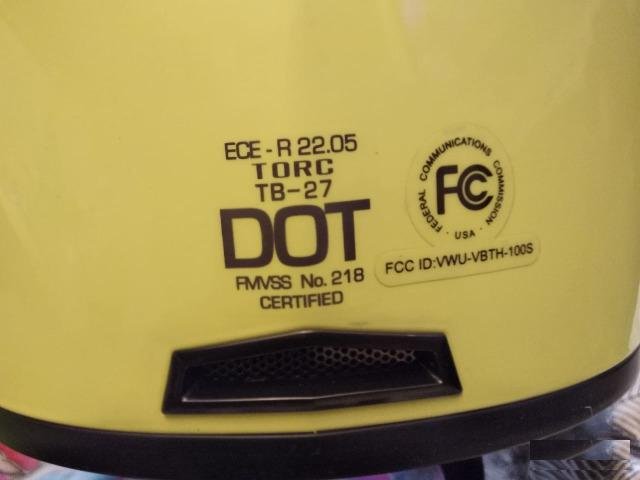 ECE-R 22.05
TORC
TB-27
DOT
FMVSS No. 218
CERTIFIED
FEDERAL COMMUNICATIONS COMMISSION
· USA ·
FC
FCC ID:VWU-VBTH-100S